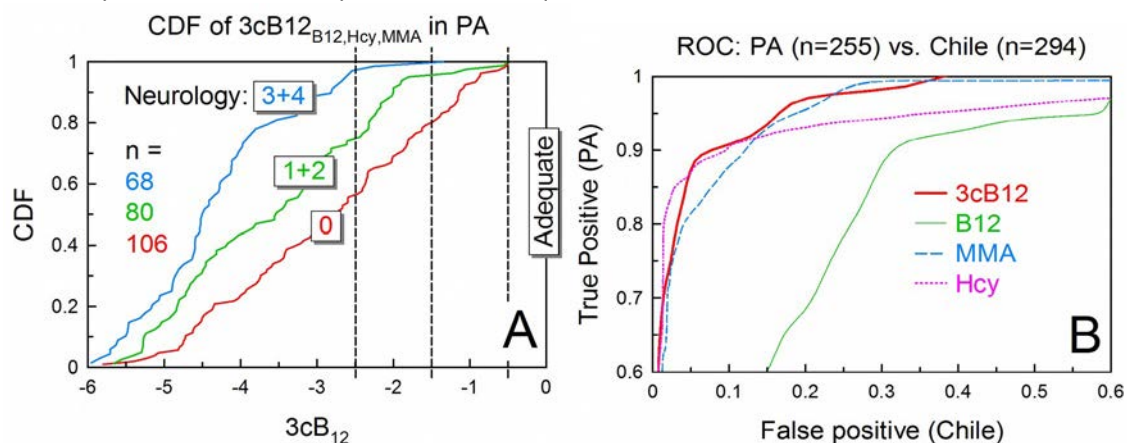 CDF of 3cB12B12,Hcy,MMA in PA
Neurology: 3+4
n =
68
80
106
1+2
0
Adequate
A
CDF
1
0.8
0.6
0.4
0.2
0
-6 -5 -4 -3 -2 -1 0
3cB12
ROC: PA (n=255) vs. Chile (n=294)
True Positive (PA)
1
0.9
0.8
0.7
0.6
3cB12
B12
MMA
Hcy
B
0 0.1 0.2 0.3 0.4 0.5 0.6
False positive (Chile)